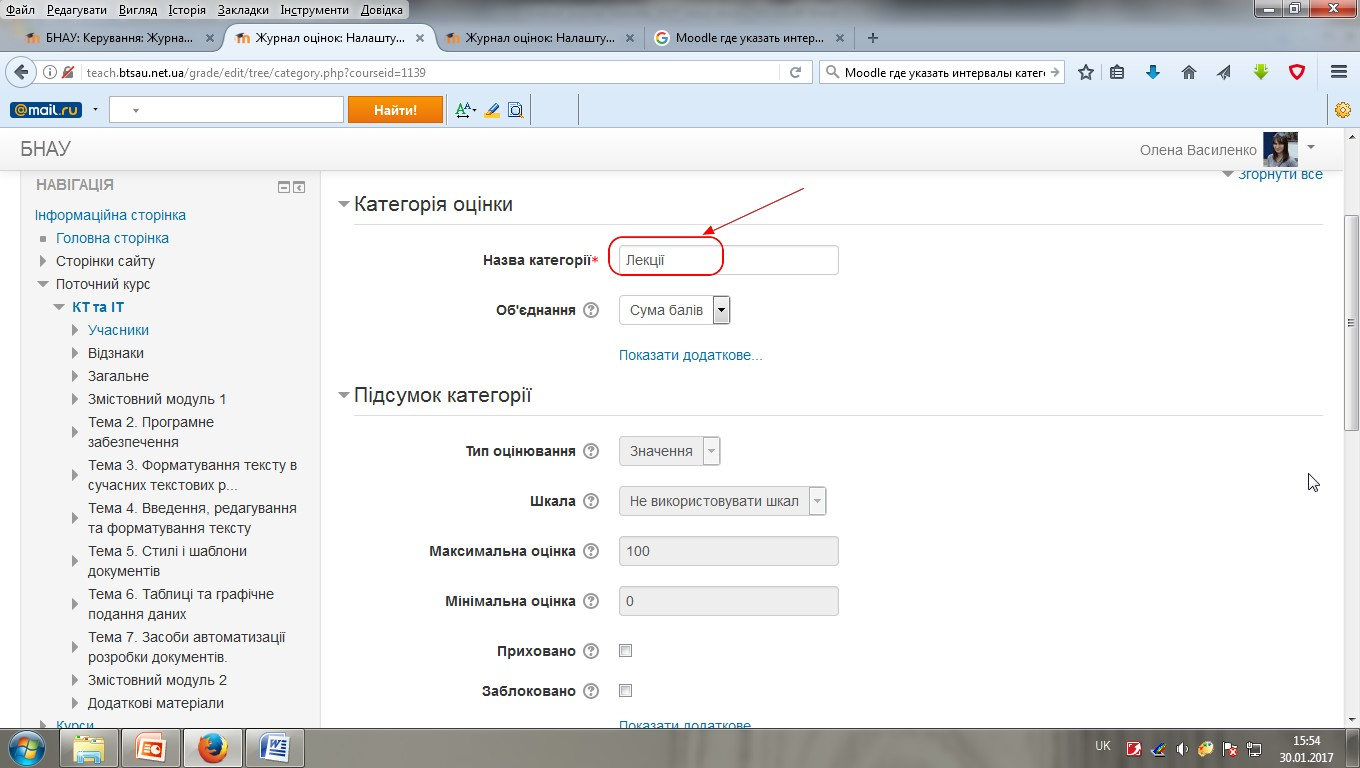 Файл Редагувати Вигляд Історія Закладки Інструменти Довідка
БНАУ: Керування: Журна...
Журнал оцінок: Налашту...
Журнал оцінок: Налашту...
Moodle где указать интер...
teach.btsau.net.ua/grade/edit/tree/category.php?courseid=1139
Moodle где указать интервалы катег
@mail.ru
Найти!
БНАУ
Олена Василенко
НАВІГАЦІЯ
Інформаційна сторінка
Головна сторінка
Сторінки сайту
Поточний курс
КТ та ІТ
Учасники
Відзнаки
Загальне
Змістовний модуль 1
Тема 2. Програмне
забезпечення
Тема 3. Форматування тексту в
сучасних текстових р...
Тема 4. Введення, редагування
та форматування тексту
Тема 5. Стилі і шаблони
документів
Тема 6. Таблиці та графічне
подання даних
Тема 7. Засоби автоматизації
розробки документів.
Змістовний модуль 2
Додаткові матеріали
Курси
Згорнути все
Категорія оцінки
Назва категорії* Лекції
Об'єднання Сума балів
Показати додаткове...
Підсумок категорії
Тип оцінювання Значення
Шкала Не використовувати шкал
Максимальна оцінка 100
Мінімальна оцінка 0
Приховано
Заблоковано
Показати додаткове
UK
15:54
30.01.2017